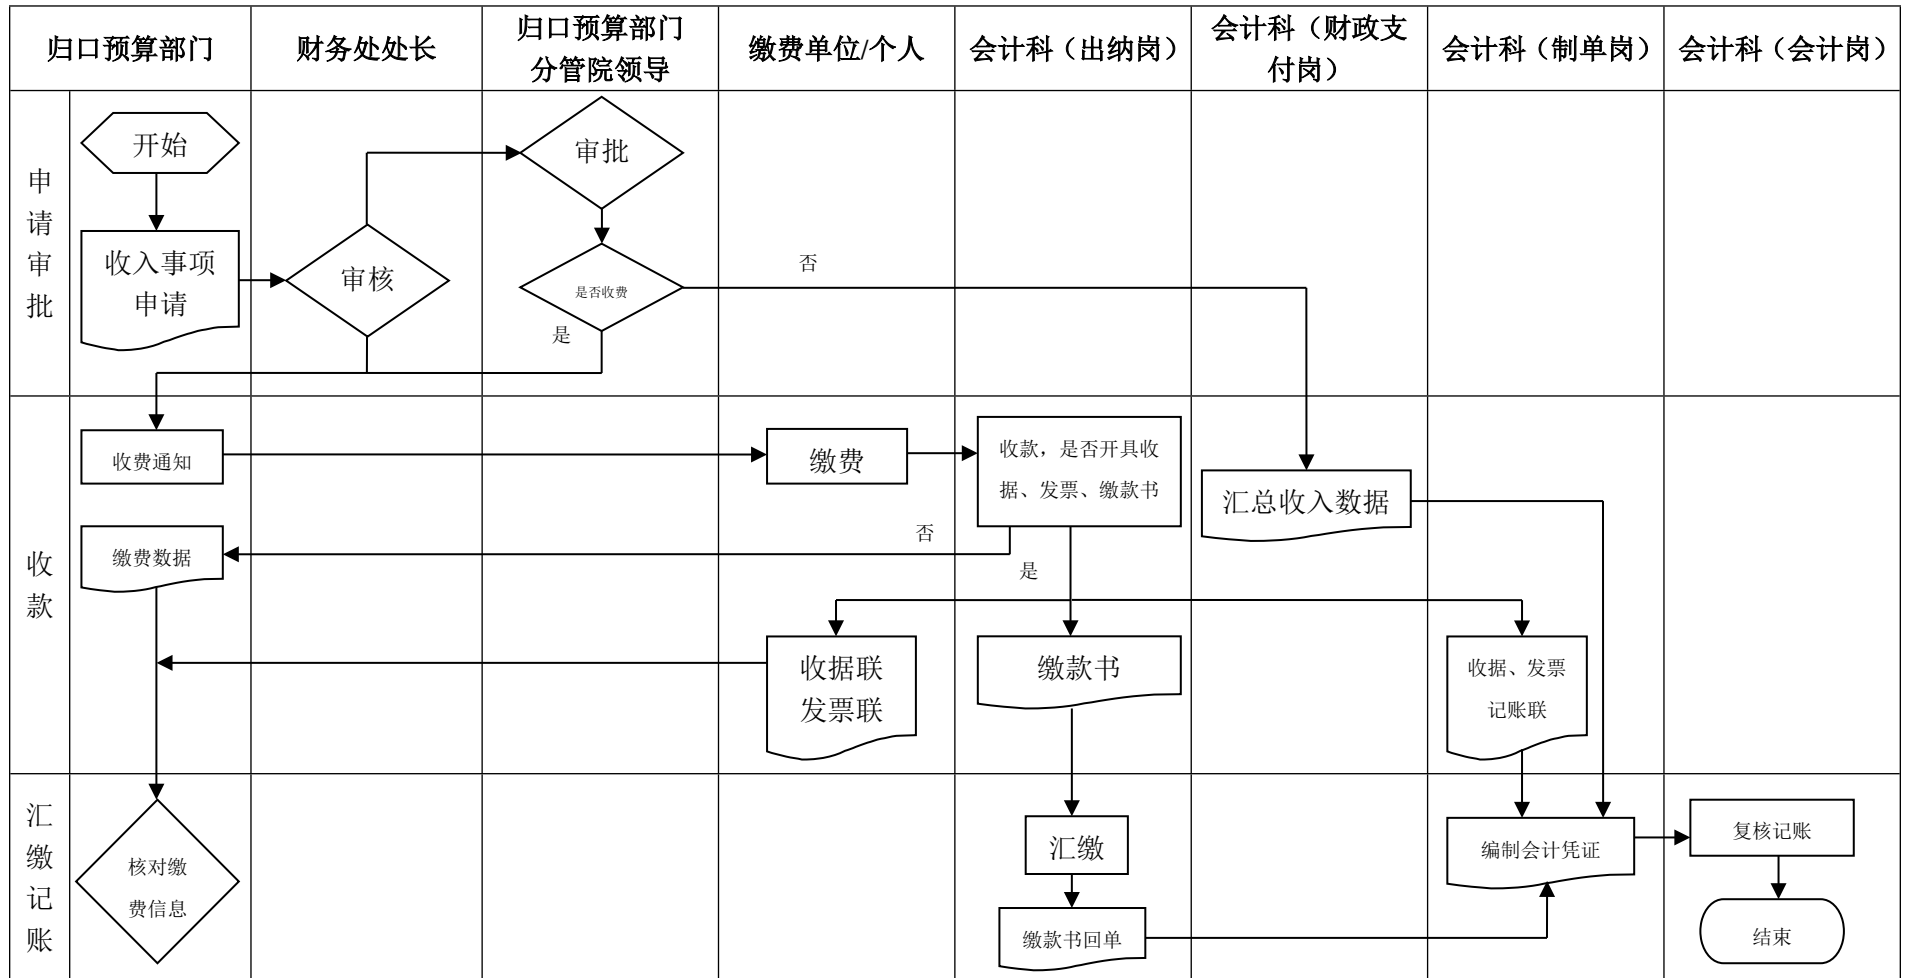 归口预算部门
财务处处长
归口预算部门
分管院领导
缴费单位/个人
会计科（出纳岗）
会计科（财政支
付岗）
会计科（制单岗）
会计科（会计岗）
申
请
审
批
开始
收入事项
申请
审核
审批
是否收费
否
是
收
款
收费通知
缴费
收款，是否开具收
据、发票、缴款书
汇总收入数据
缴费数据
否
是
收据联
发票联
缴款书
收据、发票
记账联
汇
缴
记
账
核对缴
费信息
汇缴
缴款书回单
编制会计凭证
复核记账
结束